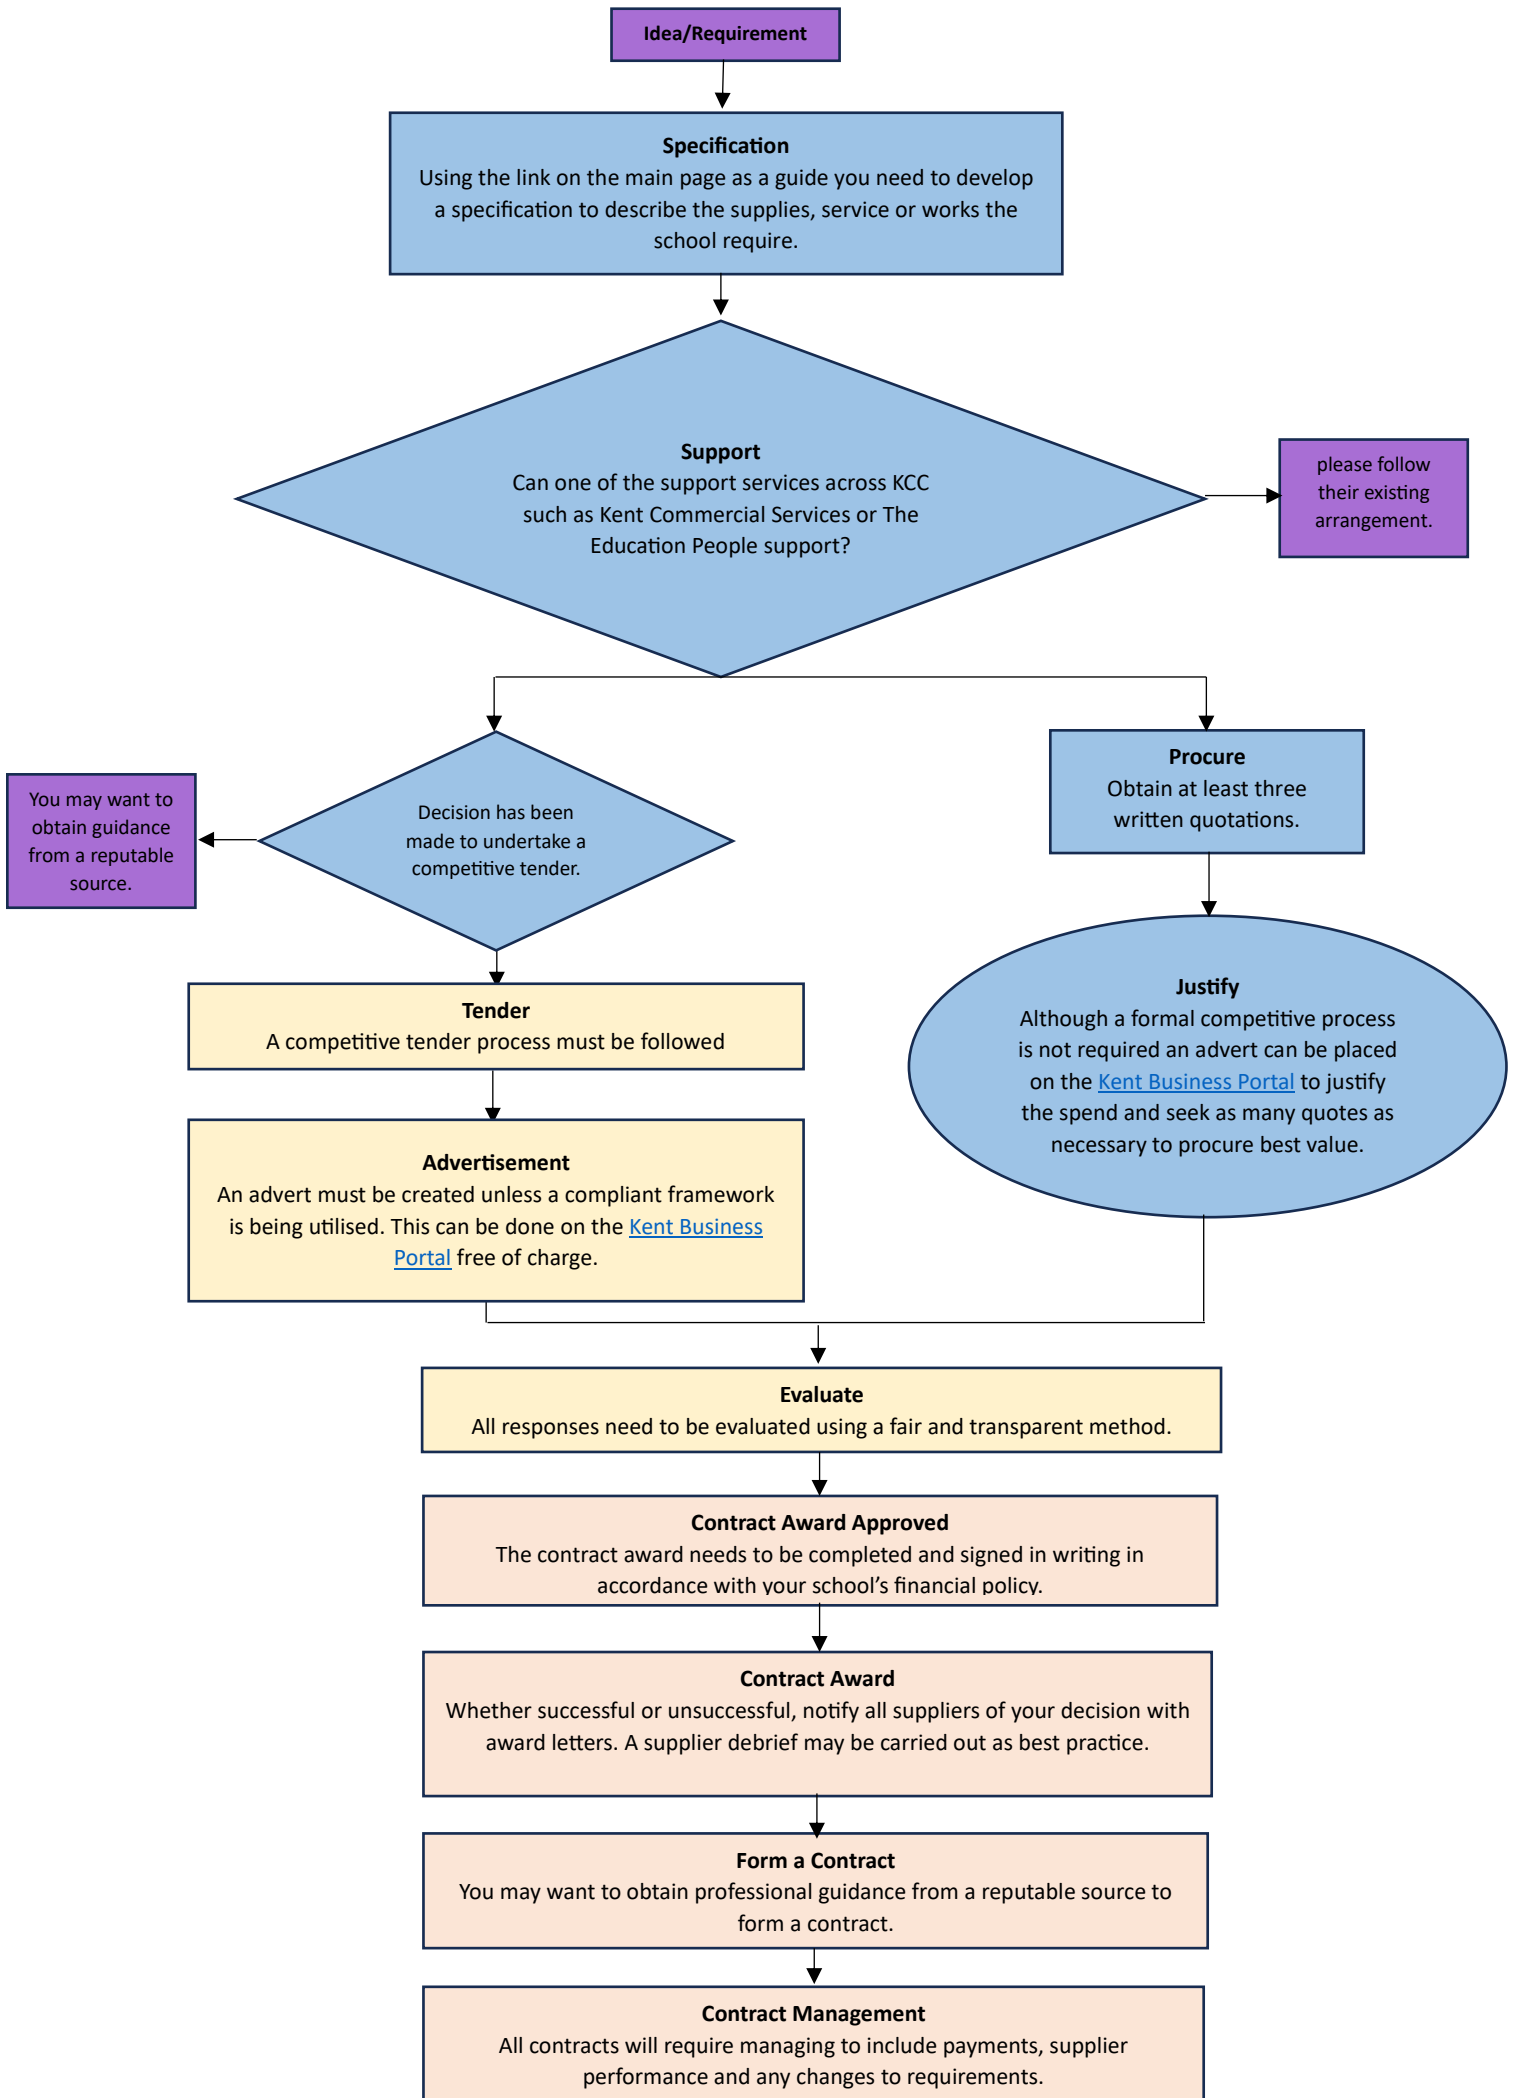 Idea/Requirement
Specification
Using the link on the main page as a guide you need to develop
a specification to describe the supplies, service or works the
school require.
Support
Can one of the support services across KCC
such as Kent Commercial Services or The
Education People support?
please follow
their existing
arrangement.
Decision has been
made to undertake a
competitive tender.
You may want to
obtain guidance
from a reputable
source.
Procure
Obtain at least three
written quotations.
Tender
A competitive tender process must be followed
Justify
Although a formal competitive process
is not required an advert can be placed
on the Kent Business Portal to justify
the spend and seek as many quotes as
necessary to procure best value.
Advertisement
An advert must be created unless a compliant framework
is being utilised. This can be done on the Kent Business
Portal free of charge.
Evaluate
All responses need to be evaluated using a fair and transparent method.
Contract Award Approved
The contract award needs to be completed and signed in writing in
accordance with your school’s financial policy.
Contract Award
Whether successful or unsuccessful, notify all suppliers of your decision with
award letters. A supplier debrief may be carried out as best practice.
Form a Contract
You may want to obtain professional guidance from a reputable source to
form a contract.
Contract Management
All contracts will require managing to include payments, supplier
performance and any changes to requirements.